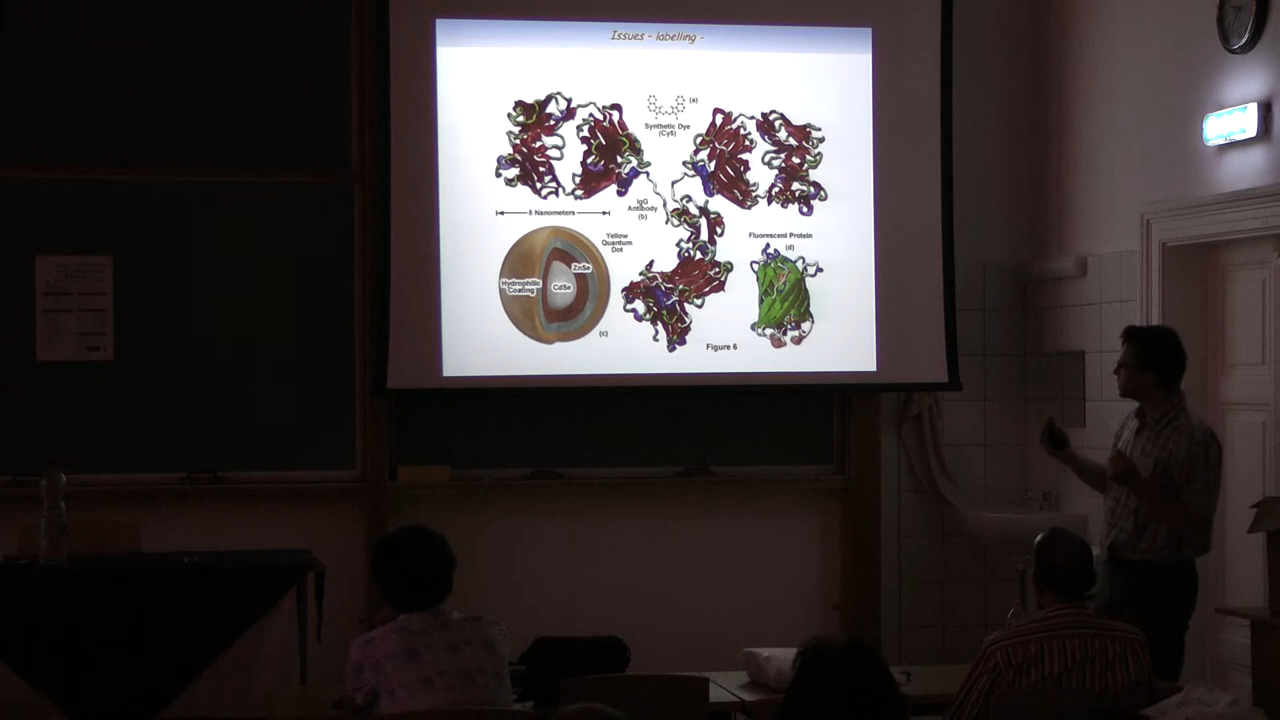 Issues - labelling -
(a)
Synthetic Dye
(Cy5)
IgG
Antibody
(b)
5 Nanometers
Yellow
Quantum
Dot
Fluorescent Protein
(d)
ZnSe
Hydrophilic
Coating
CdSe
(c)
Figure 6